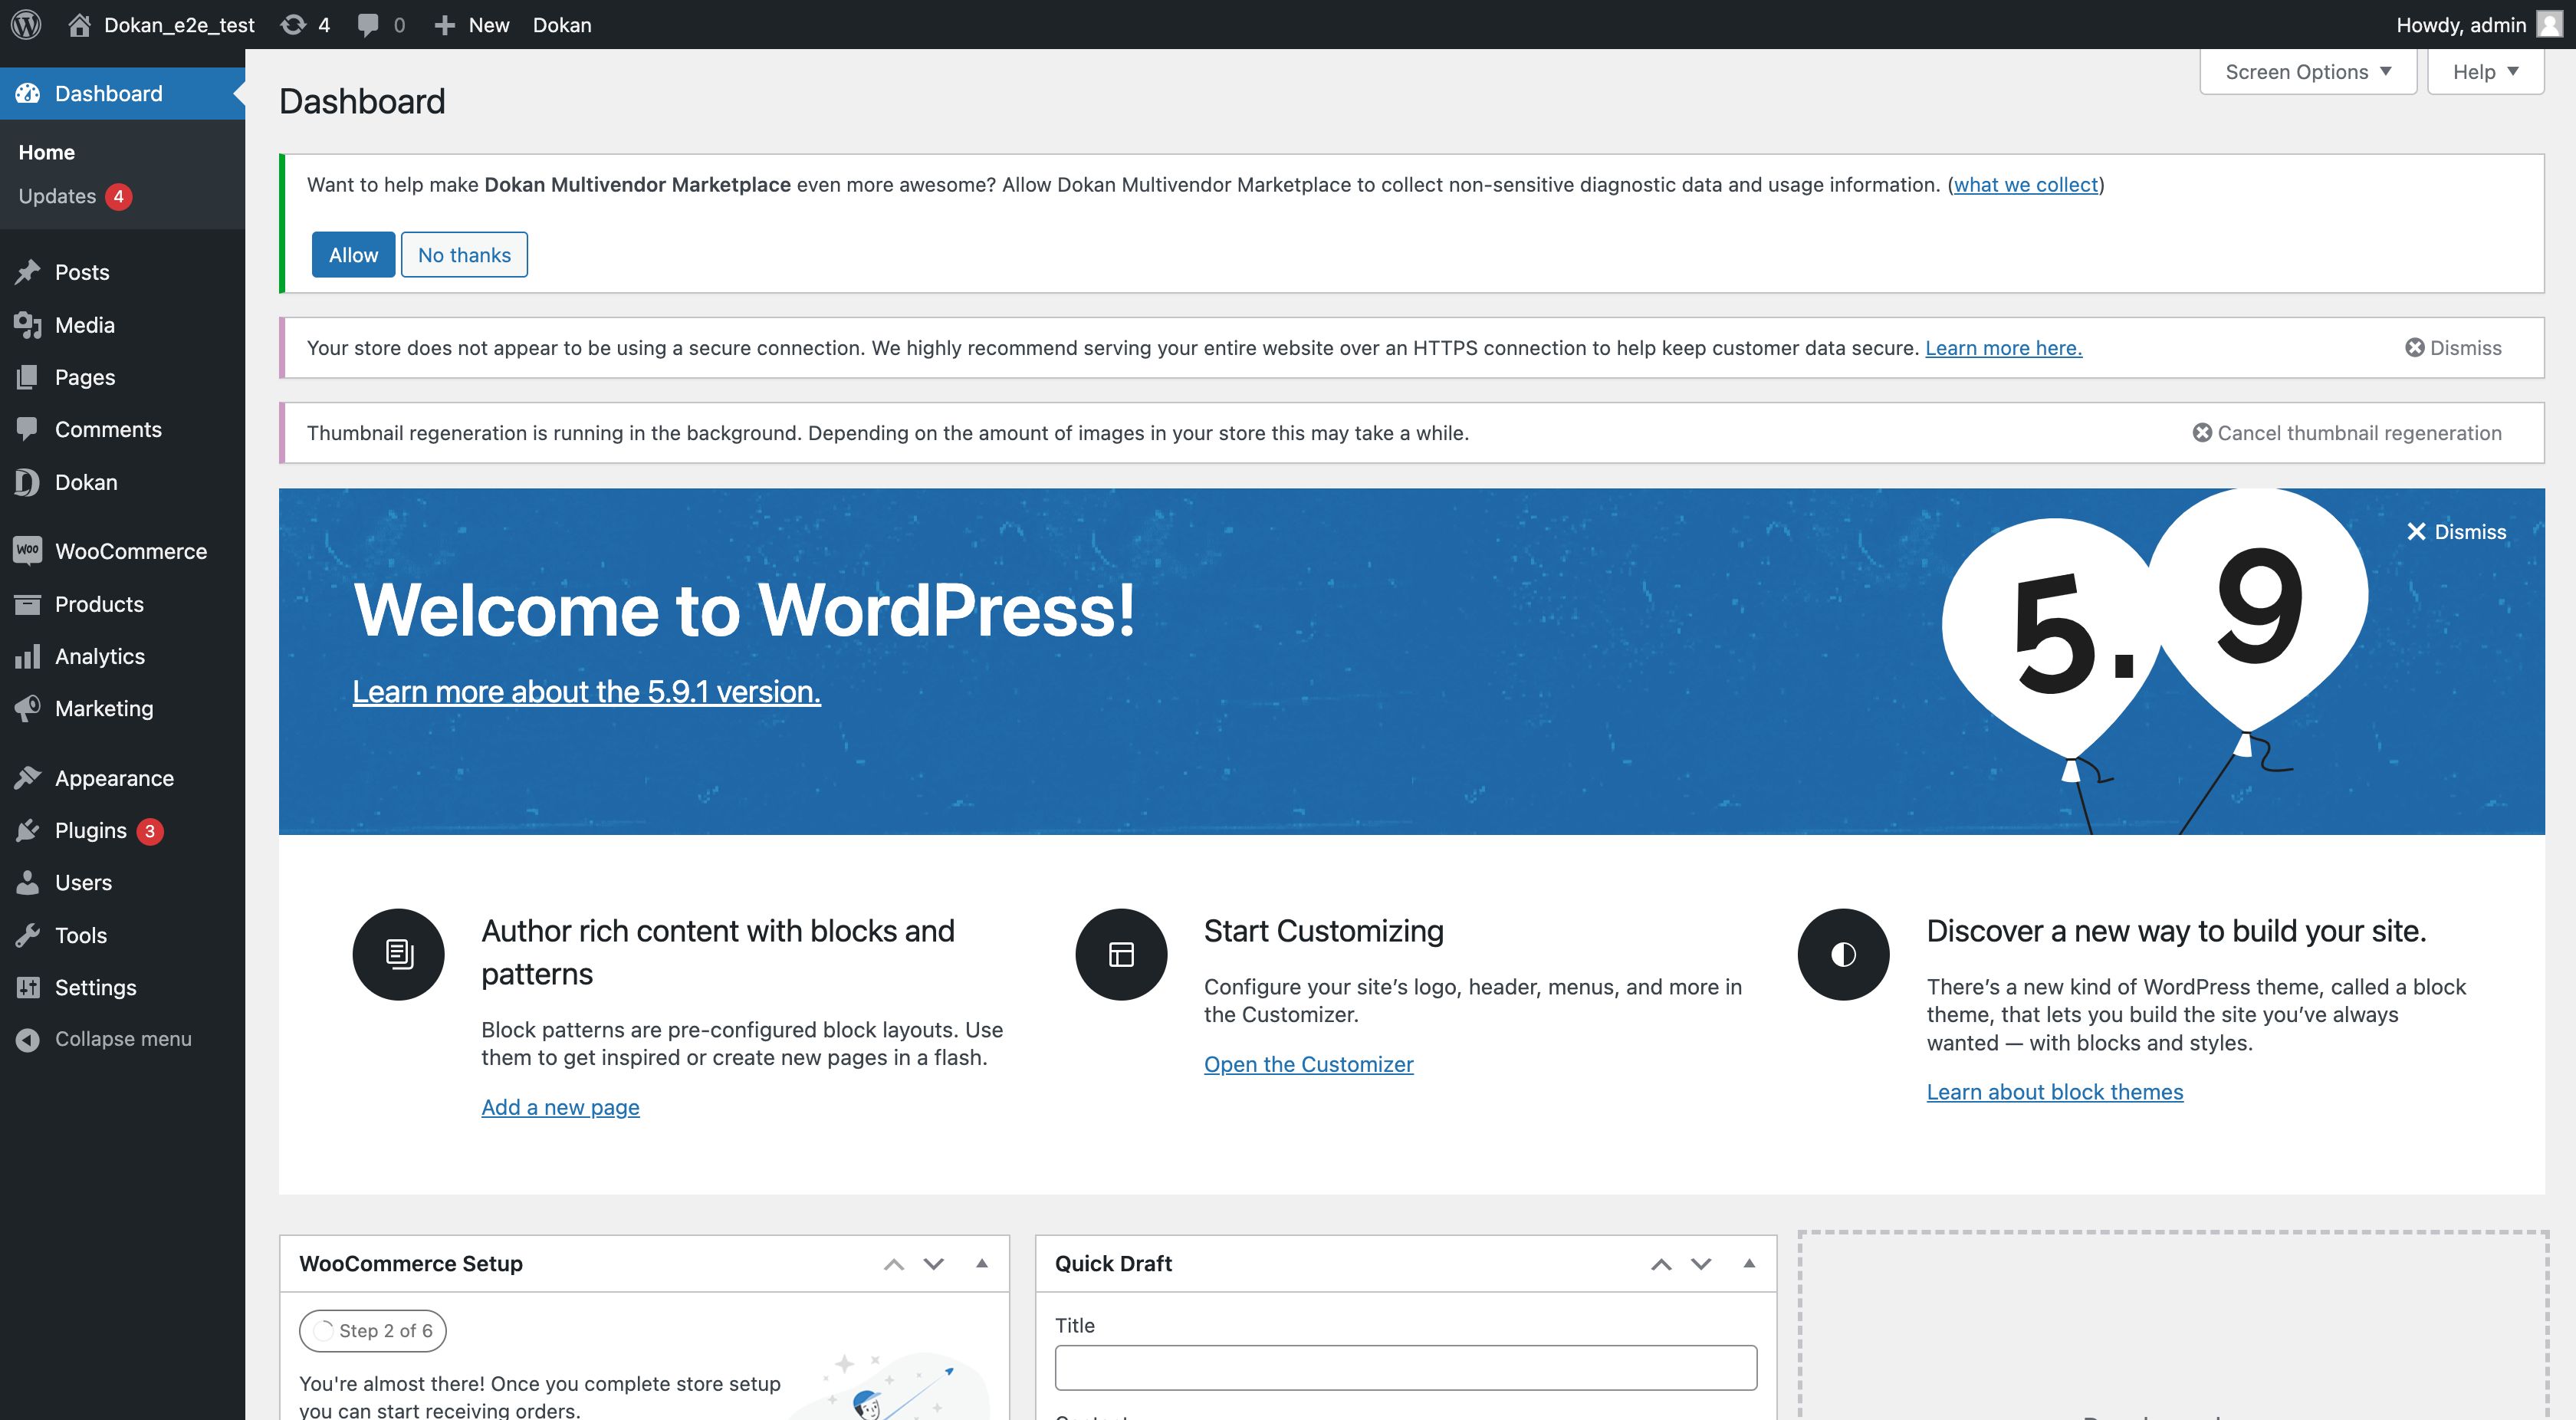 Dokan_e2e_test 4 0 New Dokan Howdy, admin
Dashboard
Home
Updates 4
Posts
Media
Pages
Comments
Dokan
Woo WooCommerce
Products
Analytics
Marketing
Appearance
Plugins 3
Users
Tools
Settings
Collapse menu
Screen Options Help
Dashboard
Want to help make Dokan Multivendor Marketplace even more awesome? Allow Dokan Multivendor Marketplace to collect non-sensitive diagnostic data and usage information. (what we collect)
Allow No thanks
Your store does not appear to be using a secure connection. We highly recommend serving your entire website over an HTTPS connection to help keep customer data secure. Learn more here. Dismiss
Thumbnail regeneration is running in the background. Depending on the amount of images in your store this may take a while. Cancel thumbnail regeneration
Dismiss
Welcome to WordPress!
Learn more about the 5.9.1 version.
5.9
Author rich content with blocks and
patterns
Block patterns are pre-configured block layouts. Use
them to get inspired or create new pages in a flash.
Add a new page
Start Customizing
Configure your site’s logo, header, menus, and more in
the Customizer.
Open the Customizer
Discover a new way to build your site.
There’s a new kind of WordPress theme, called a block
theme, that lets you build the site you’ve always
wanted — with blocks and styles.
Learn about block themes
WooCommerce Setup
Step 2 of 6
You're almost there! Once you complete store setup
you can start receiving orders.
Quick Draft
Title